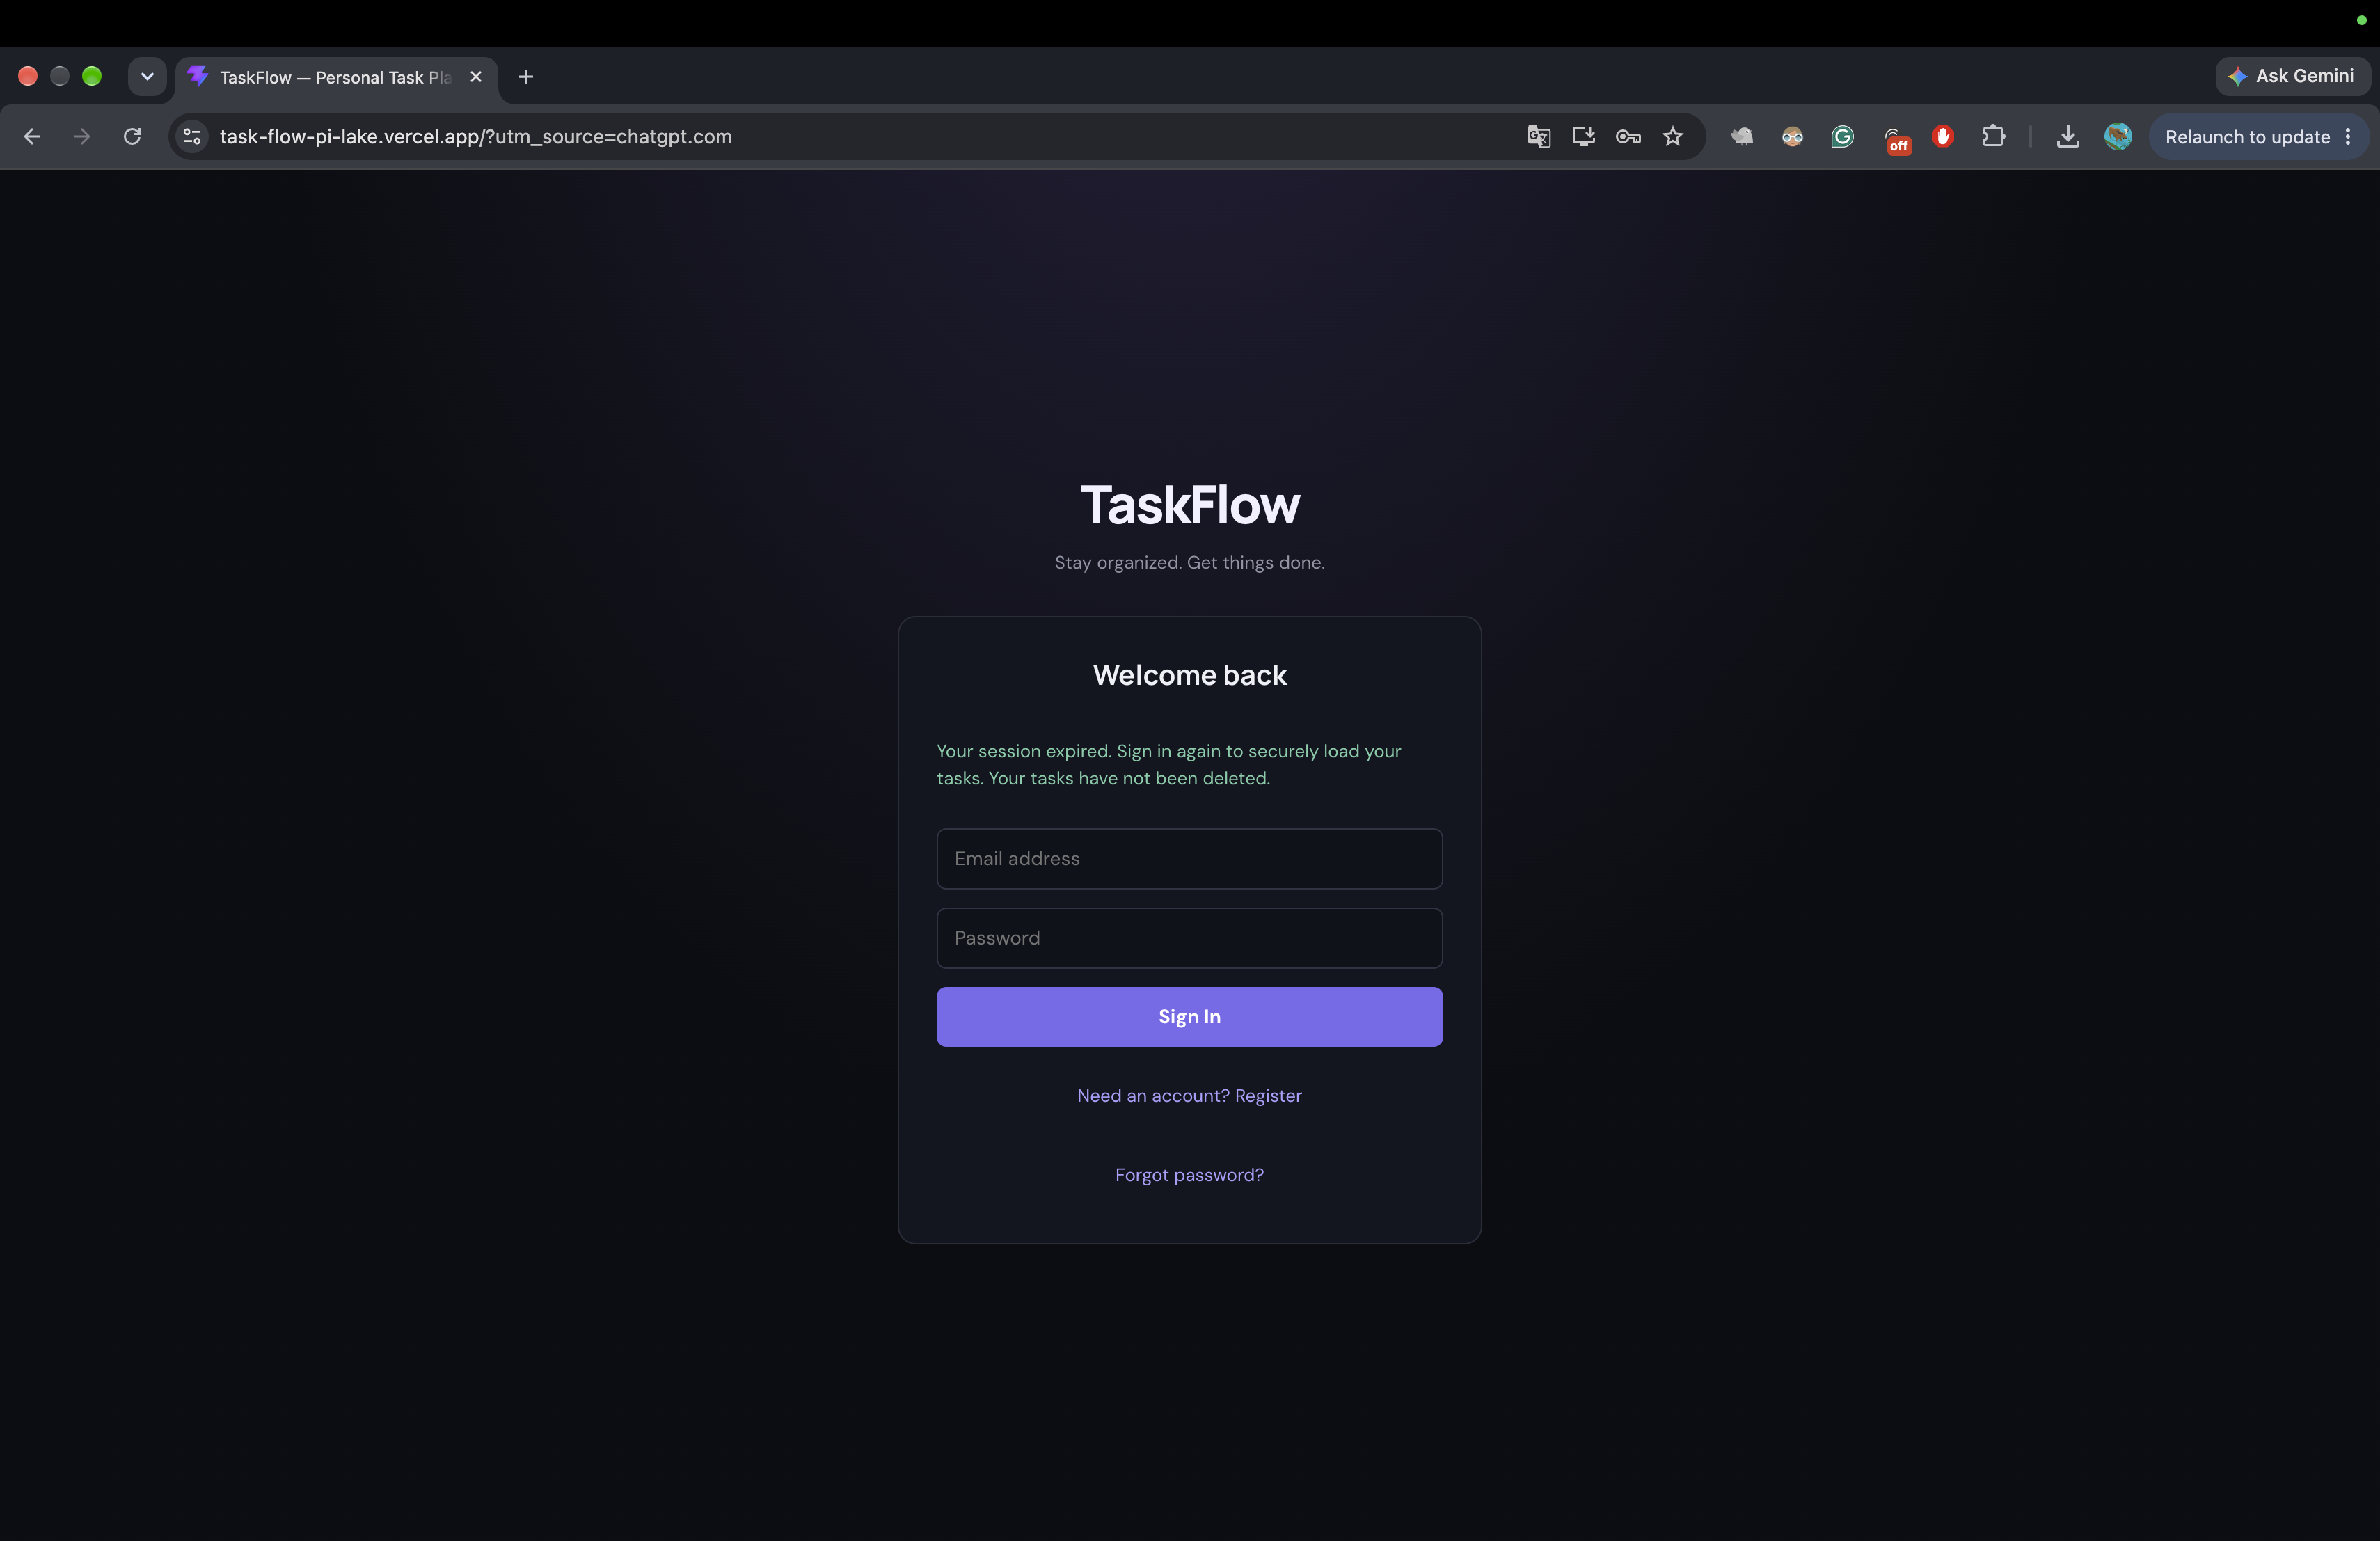 TaskFlow — Personal Task Pla
Ask Gemini
task-flow-pi-lake.vercel.app/?utm_source=chatgpt.com
off
Relaunch to update
TaskFlow
Stay organized. Get things done.
Welcome back
Your session expired. Sign in again to securely load your
tasks. Your tasks have not been deleted.
Email address
Password
Sign In
Need an account? Register
Forgot password?